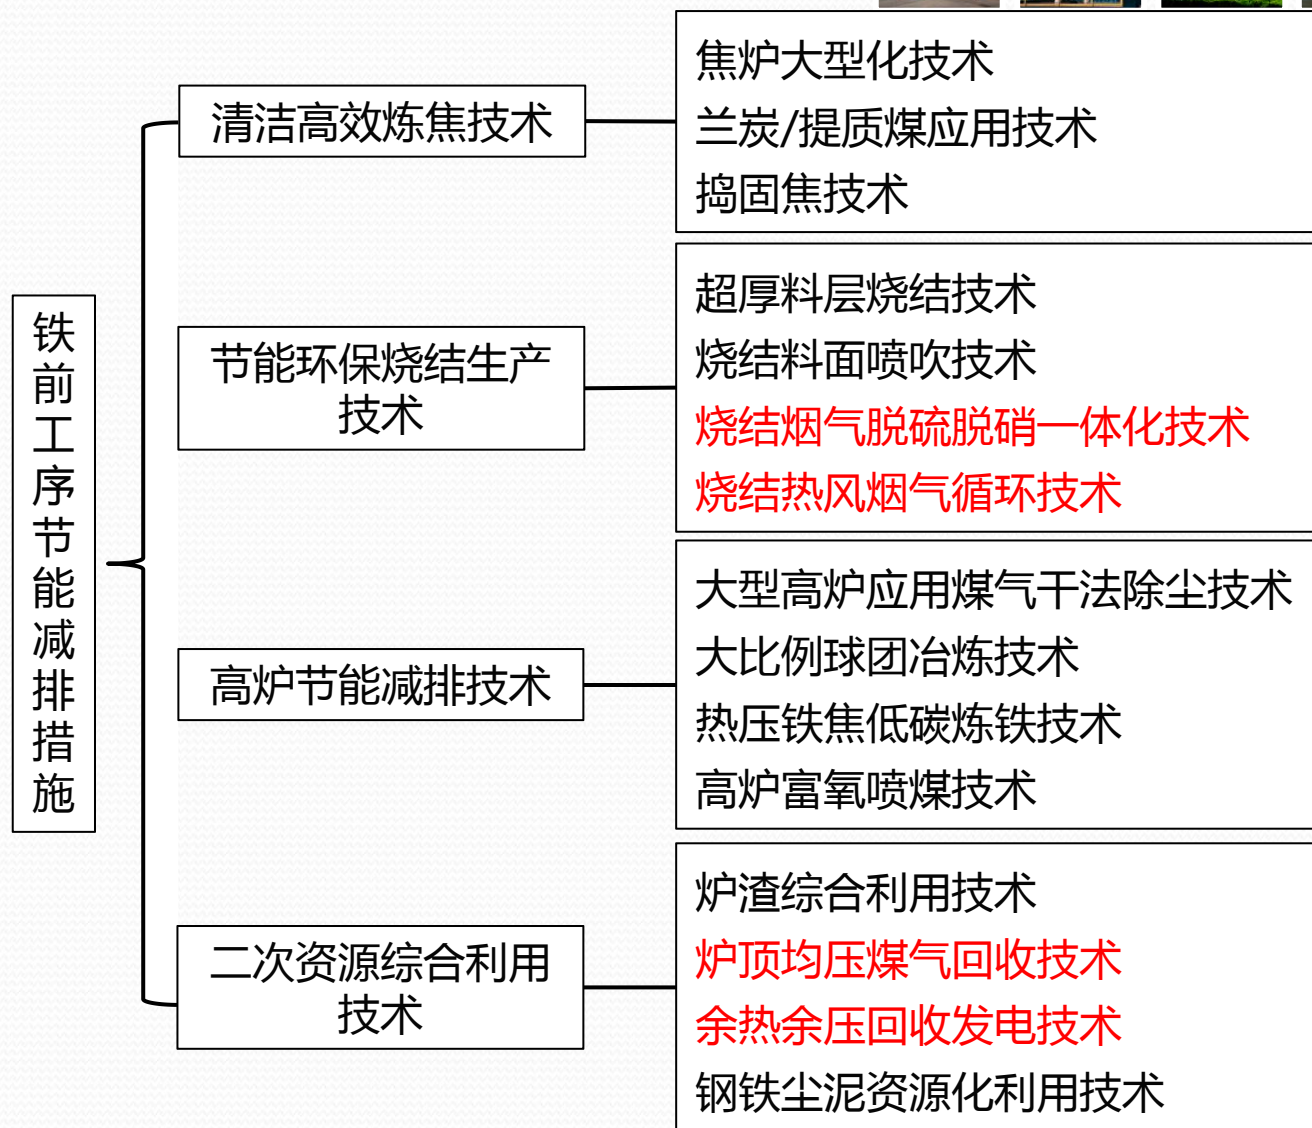 铁前工序节能减排措施
清洁高效炼焦技术
焦炉大型化技术
兰炭/提质煤应用技术
捣固焦技术
节能环保烧结生产
技术
超厚料层烧结技术
烧结料面喷吹技术
烧结烟气脱硫脱硝一体化技术
烧结热风烟气循环技术
高炉节能减排技术
大型高炉应用煤气干法除尘技术
大比例球团冶炼技术
热压铁焦低碳炼铁技术
高炉富氧喷煤技术
二次资源综合利用
技术
炉渣综合利用技术
炉顶均压煤气回收技术
余热余压回收发电技术
钢铁尘泥资源化利用技术